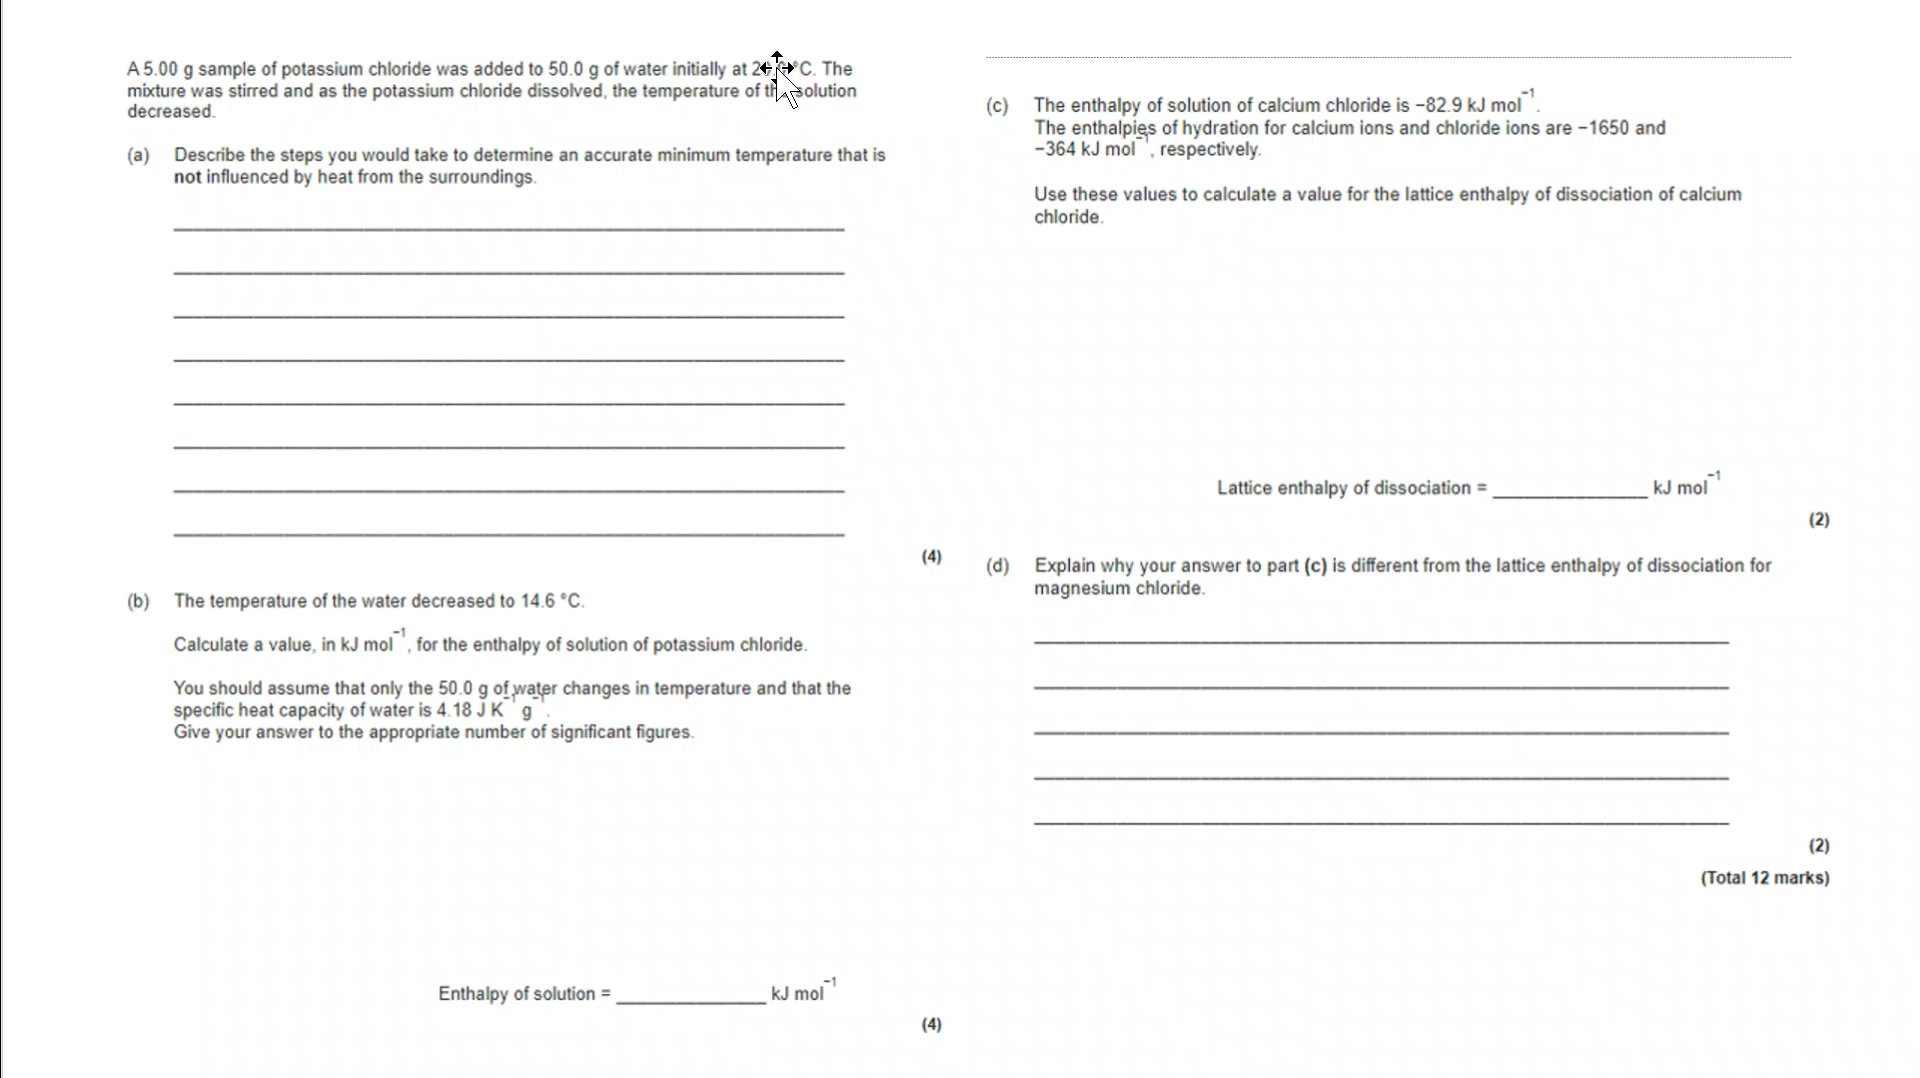 A 5.00 g sample of potassium chloride was added to 50.0 g of water initially at °C. The
mixture was stirred and as the potassium chloride dissolved, the temperature of the solution
decreased.
(a) Describe the steps you would take to determine an accurate minimum temperature that is
not influenced by heat from the surroundings.
(4)
(b) The temperature of the water decreased to 14.6 °C.
Calculate a value, in kJ mol⁻¹, for the enthalpy of solution of potassium chloride.
You should assume that only the 50.0 g of water changes in temperature and that the
specific heat capacity of water is 4.18 J K⁻¹ g⁻¹.
Give your answer to the appropriate number of significant figures.
Enthalpy of solution = ______________ kJ mol⁻¹
(4)
(c) The enthalpy of solution of calcium chloride is −82.9 kJ mol⁻¹.
The enthalpies of hydration for calcium ions and chloride ions are −1650 and
−364 kJ mol⁻¹, respectively.
Use these values to calculate a value for the lattice enthalpy of dissociation of calcium
chloride.
Lattice enthalpy of dissociation = ______________ kJ mol⁻¹
(2)
(d) Explain why your answer to part (c) is different from the lattice enthalpy of dissociation for
magnesium chloride.
(2)
(Total 12 marks)